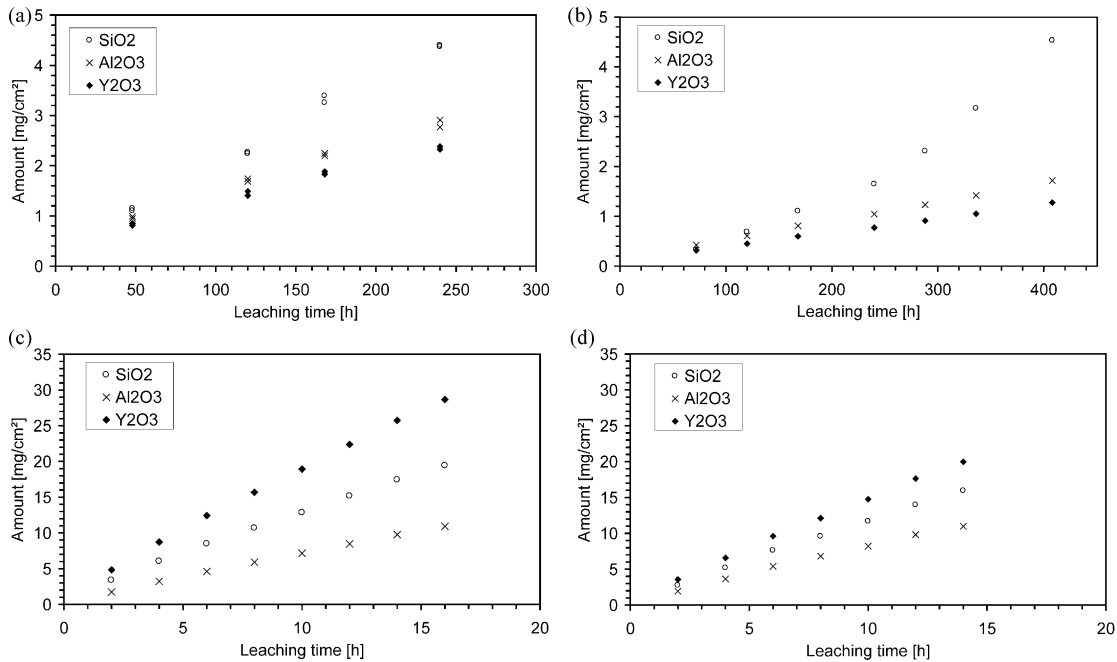 (a)
5
4
3
2
1
0
Amount [mg/cm²]
SiO2
Al2O3
Y2O3
0 50 100 150 200 250 300
Leaching time [h]
(b)
5
4
3
2
1
0
Amount [mg/cm²]
SiO2
Al2O3
Y2O3
0 100 200 300 400
Leaching time [h]
(c)
35
30
25
20
15
10
5
0
Amount [mg/cm²]
SiO2
Al2O3
Y2O3
0 5 10 15 20
Leaching time [h]
(d)
35
30
25
20
15
10
5
0
Amount [mg/cm²]
SiO2
Al2O3
Y2O3
0 5 10 15 20
Leaching time [h]